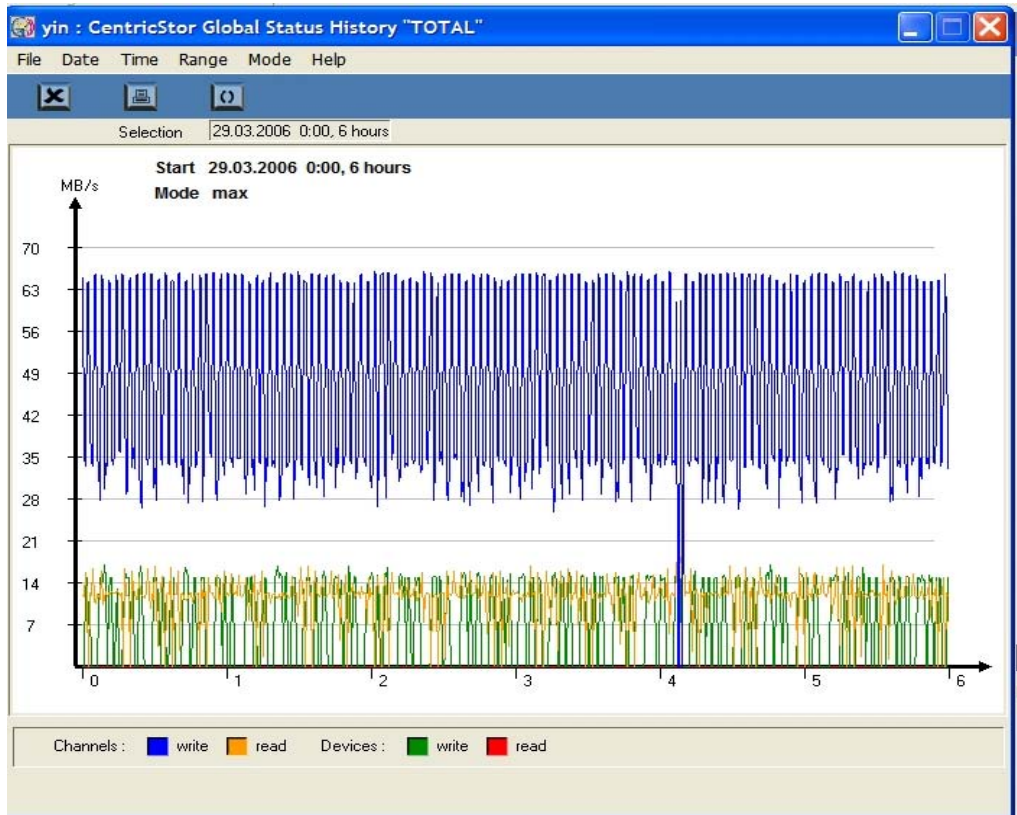 yin : CentricStor Global Status History "TOTAL"
File Date Time Range Mode Help
Selection 29.03.2006 0:00, 6 hours
Start 29.03.2006 0:00, 6 hours
MB/s
Mode max
70
63
56
49
42
35
28
21
14
7
0 1 2 3 4 5 6
Channels : write read Devices : write read